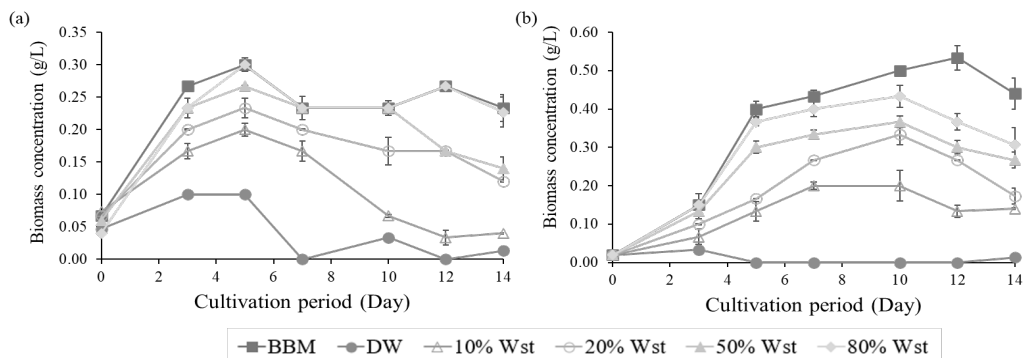 (a)
0.35
0.30
0.25
0.20
0.15
0.10
0.05
0.00
Biomass concentration (g/L)
0 2 4 6 8 10 12 14
Cultivation period (Day)
(b)
0.60
0.50
0.40
0.30
0.20
0.10
0.00
Biomass concentration (g/L)
0 2 4 6 8 10 12 14
Cultivation period (Day)
BBM DW 10% Wst 20% Wst 50% Wst 80% Wst